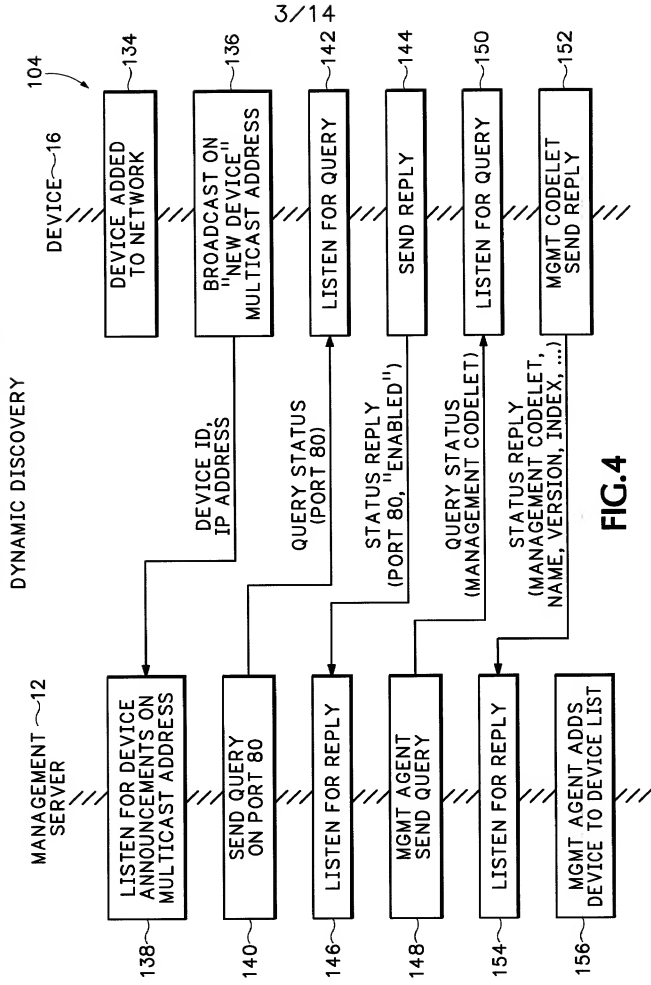 3/14
DYNAMIC DISCOVERY
104
MANAGEMENT
SERVER
12
DEVICE
16
138
LISTEN FOR DEVICE
ANNOUNCEMENTS ON
MULTICAST ADDRESS
DEVICE ADDED
TO NETWORK
134
DEVICE ID,
IP ADDRESS
BROADCAST ON
"NEW DEVICE"
MULTICAST ADDRESS
136
140
SEND QUERY
ON PORT 80
QUERY STATUS
(PORT 80)
LISTEN FOR QUERY
142
146
LISTEN FOR REPLY
STATUS REPLY
(PORT 80, "ENABLED")
SEND REPLY
144
148
MGMT AGENT
SEND QUERY
QUERY STATUS
(MANAGEMENT CODELET)
LISTEN FOR QUERY
150
154
LISTEN FOR REPLY
STATUS REPLY
(MANAGEMENT CODELET,
NAME, VERSION, INDEX, ...)
MGMT CODELET
SEND REPLY
152
156
MGMT AGENT ADDS
DEVICE TO DEVICE LIST
FIG.4